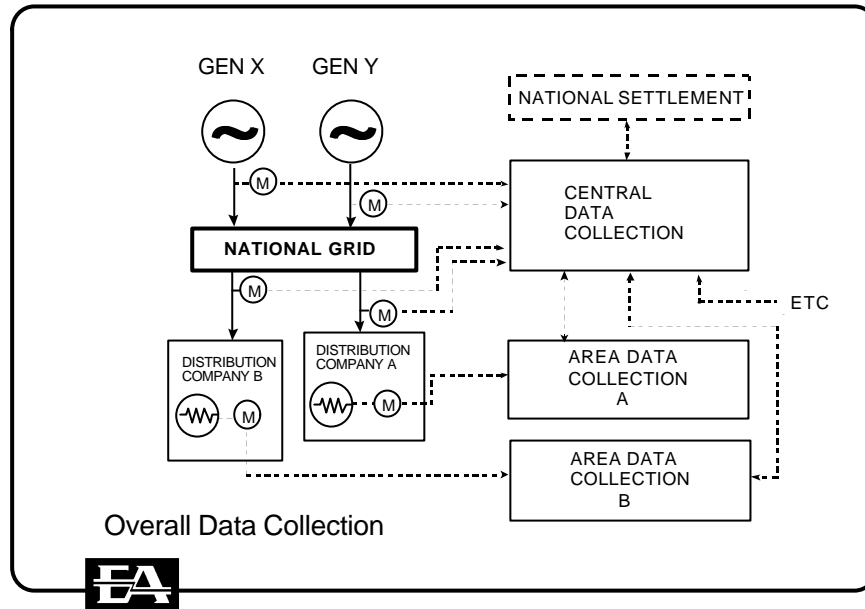 GEN X
GEN Y
NATIONAL SETTLEMENT
M
CENTRAL
DATA
COLLECTION
M
NATIONAL GRID
M
ETC
M
DISTRIBUTION
COMPANY B
DISTRIBUTION
COMPANY A
AREA DATA
COLLECTION
A
M
M
AREA DATA
COLLECTION
B
Overall Data Collection
EA